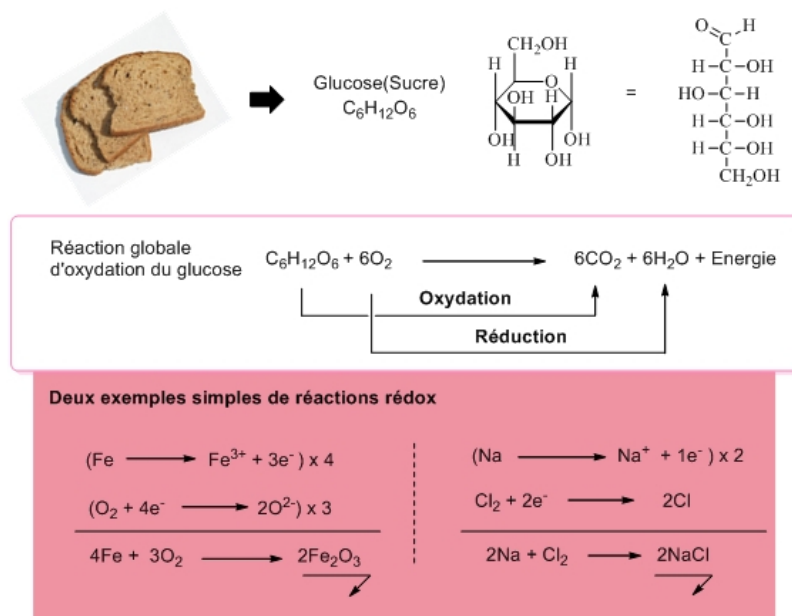 Glucose(Sucre)
C₆H₁₂O₆
CH₂OH
H
O
H
OH
H
OH
OH
H
OH
=
O
H
C
H–C–OH
HO–C–H
H–C–OH
H–C–OH
CH₂OH
Réaction globale
d'oxydation du glucose
C₆H₁₂O₆ + 6O₂ ⟶ 6CO₂ + 6H₂O + Energie
Oxydation
Réduction
Deux exemples simples de réactions rédox
(Fe ⟶ Fe³⁺ + 3e⁻) x 4
(O₂ + 4e⁻ ⟶ 2O²⁻) x 3
4Fe + 3O₂ ⟶ 2Fe₂O₃
(Na ⟶ Na⁺ + 1e⁻) x 2
Cl₂ + 2e⁻ ⟶ 2Cl
2Na + Cl₂ ⟶ 2NaCl